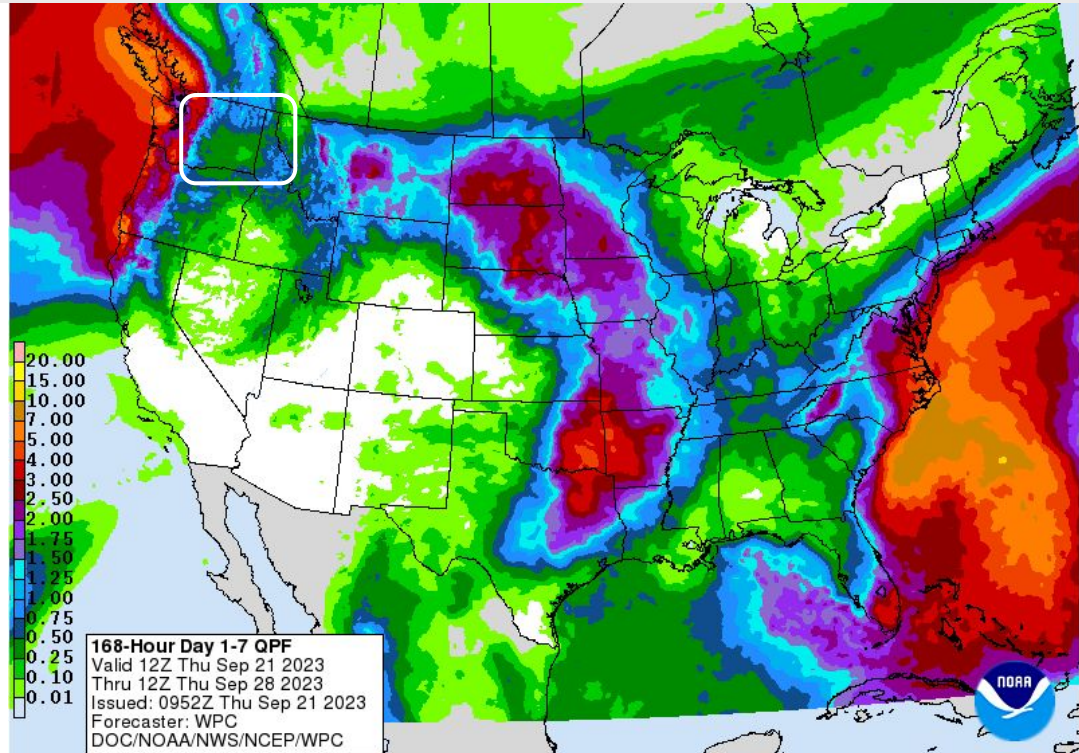 20.00
15.00
10.00
7.00
5.00
4.00
3.00
2.50
2.00
1.75
1.50
1.25
1.00
0.75
0.50
0.25
0.10
0.01
168-Hour Day 1-7 QPF
Valid 12Z Thu Sep 21 2023
Thru 12Z Thu Sep 28 2023
Issued: 0952Z Thu Sep 21 2023
Forecaster: WPC
DOC/NOAA/NWS/NCEP/WPC
NOAA